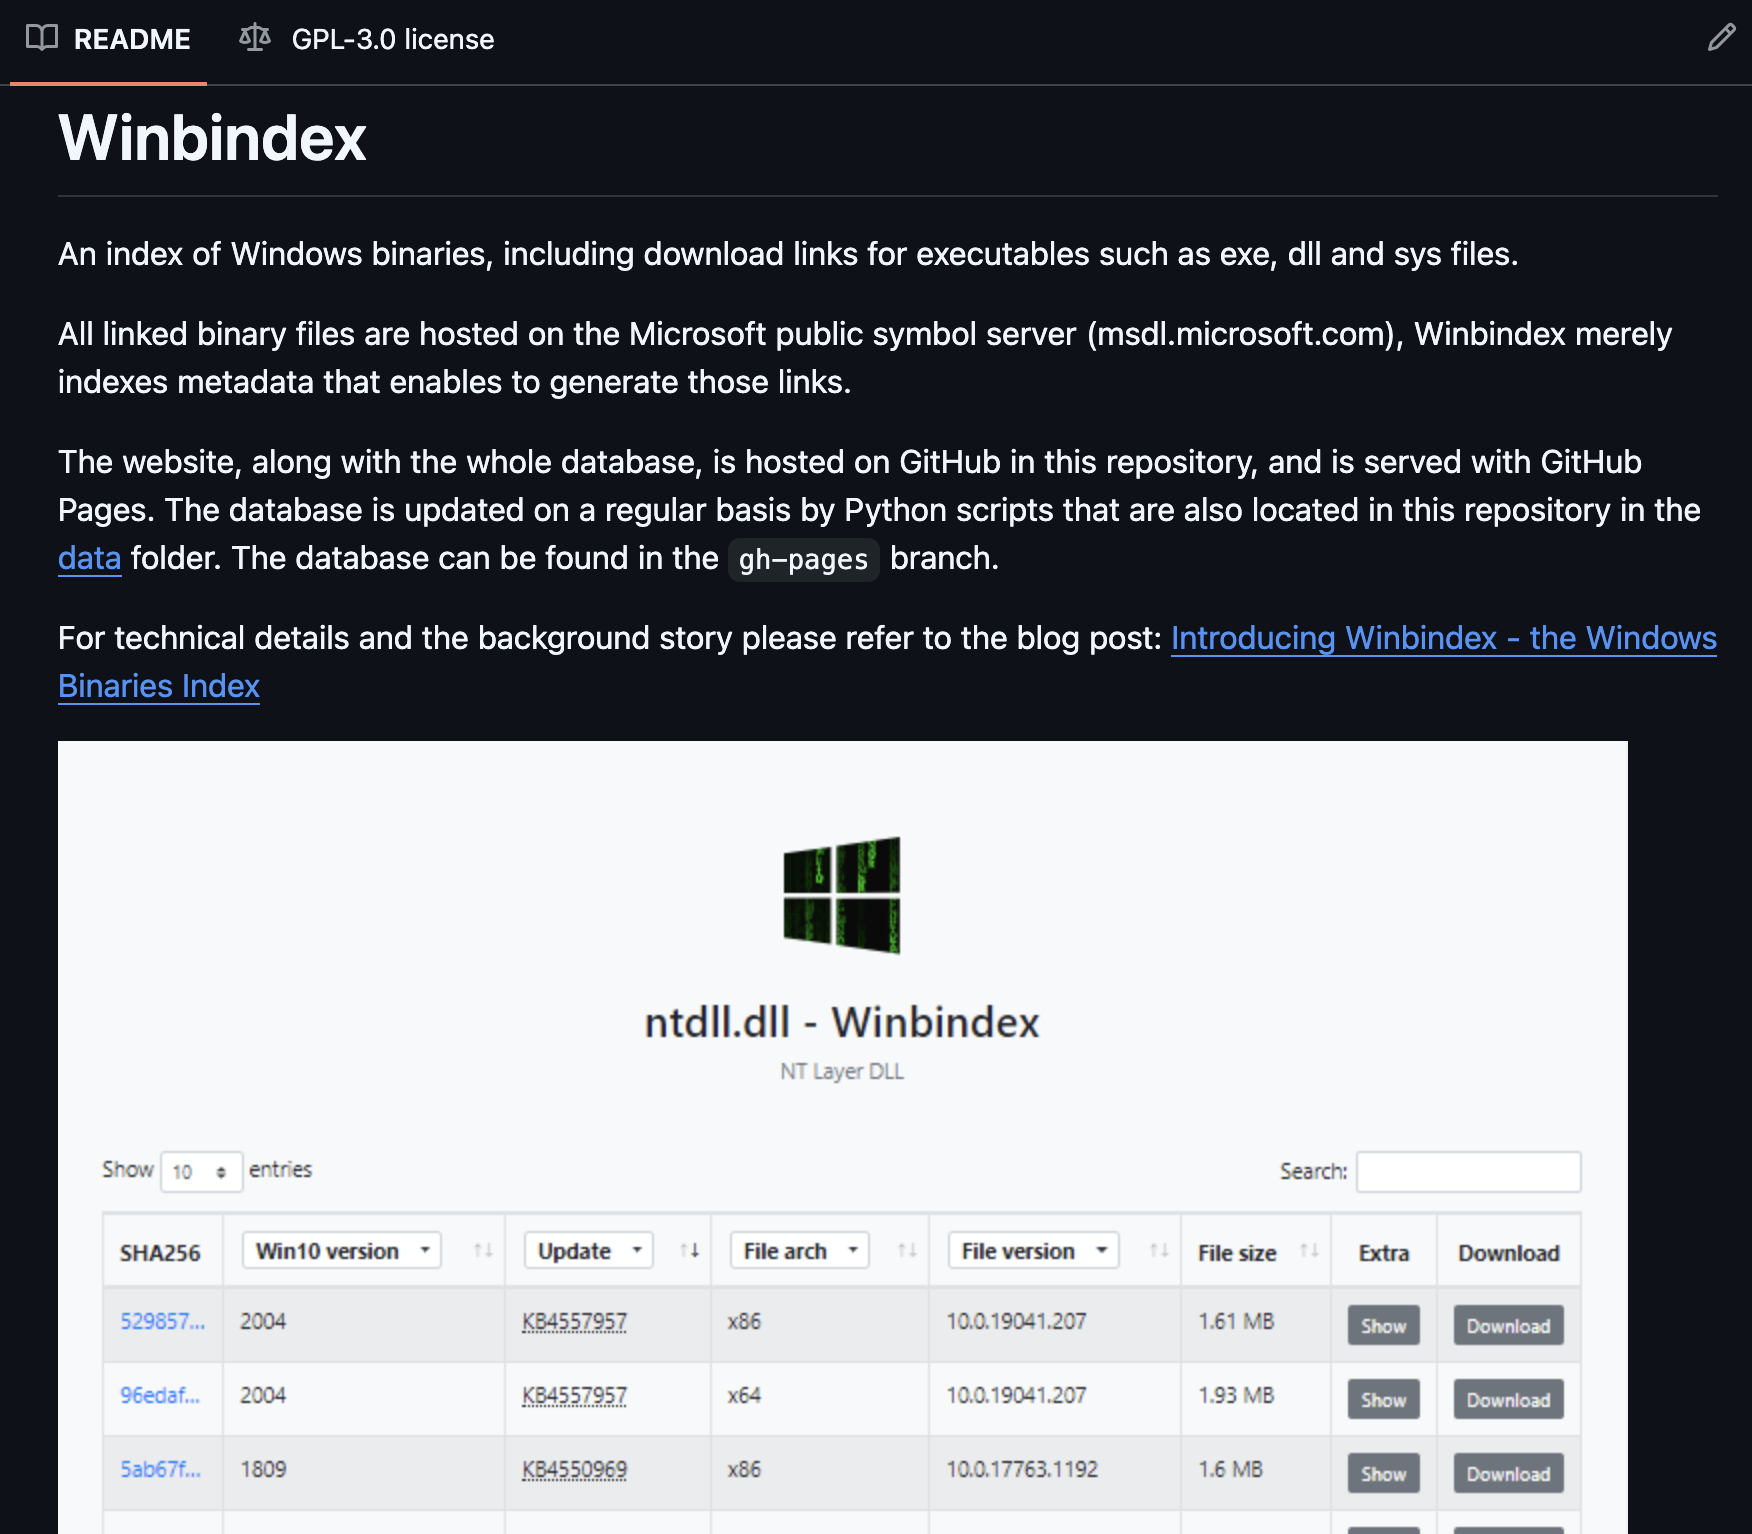 README
GPL-3.0 license
Winbindex
An index of Windows binaries, including download links for executables such as exe, dll and sys files.
All linked binary files are hosted on the Microsoft public symbol server (msdl.microsoft.com), Winbindex merely
indexes metadata that enables to generate those links.
The website, along with the whole database, is hosted on GitHub in this repository, and is served with GitHub
Pages. The database is updated on a regular basis by Python scripts that are also located in this repository in the
data folder. The database can be found in the gh-pages branch.
For technical details and the background story please refer to the blog post: Introducing Winbindex - the Windows
Binaries Index
ntdll.dll - Winbindex
NT Layer DLL
Show 10 entries
Search:
SHA256 Win10 version Update File arch File version File size Extra Download
529857... 2004 KB4557957 x86 10.0.19041.207 1.61 MB Show Download
96edaf... 2004 KB4557957 x64 10.0.19041.207 1.93 MB Show Download
5ab67f... 1809 KB4550969 x86 10.0.17763.1192 1.6 MB Show Download